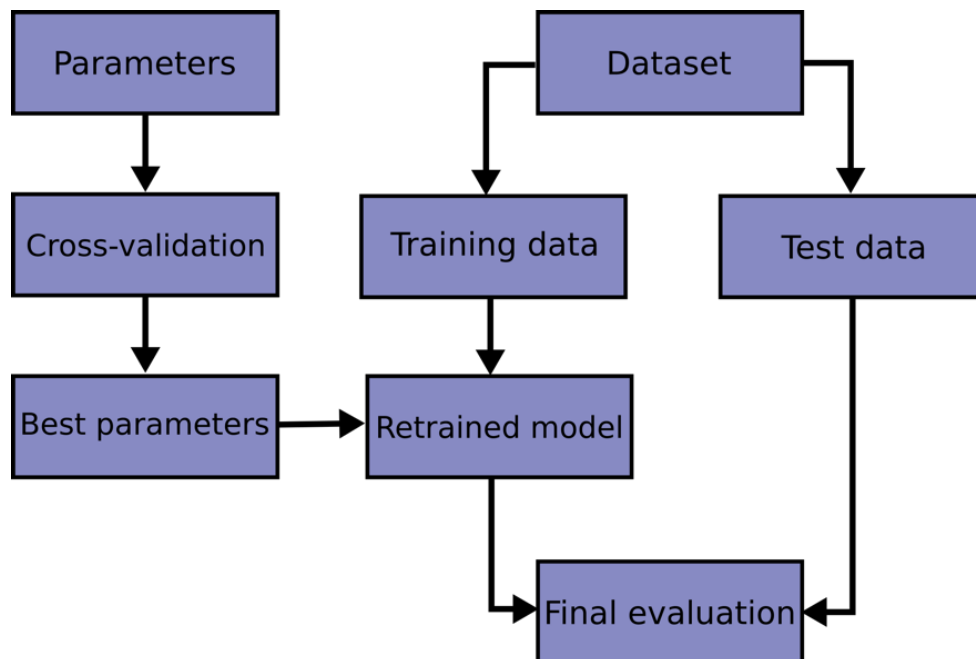 Parameters
Dataset
Cross-validation
Training data
Test data
Best parameters
Retrained model
Final evaluation